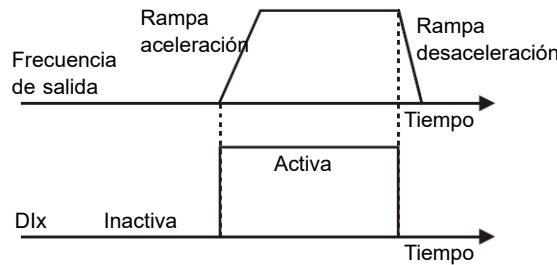 Rampa
aceleración
Rampa
desaceleración
Frecuencia
de salida
Tiempo
Activa
DIx
Inactiva
Tiempo